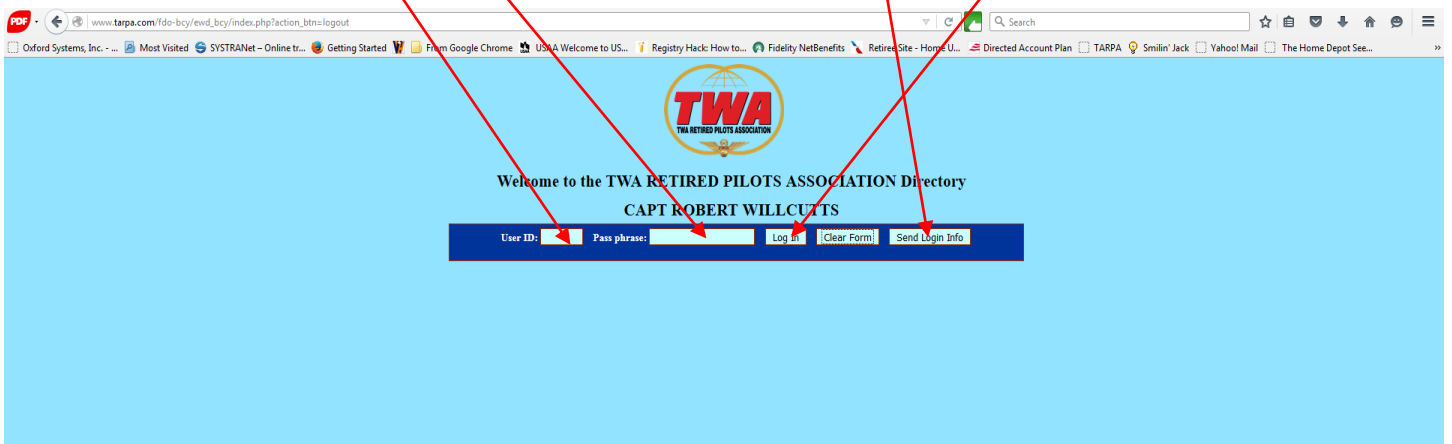 PDF www.tarpa.com/fdo-bcy/ewd_bcy/index.php?action_btn=logout Search
Oxford Systems, Inc. - ... Most Visited SYSTRANet – Online tr... Getting Started From Google Chrome USAA Welcome to US... Registry Hack: How to... Fidelity NetBenefits Retiree Site - Home U... Directed Account Plan TARPA Smilin' Jack Yahoo! Mail The Home Depot See... »
TWA
TWA RETIRED PILOTS ASSOCIATION
Welcome to the TWA RETIRED PILOTS ASSOCIATION Directory
CAPT ROBERT WILLCUTTS
User ID: Pass phrase: Log In Clear Form Send Login Info